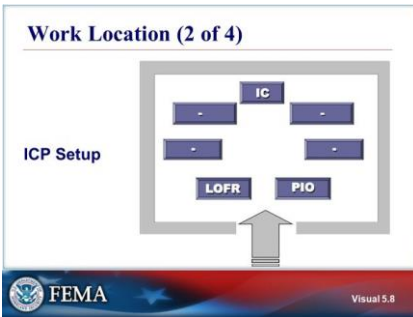 Work Location (2 of 4)
IC
- -
ICP Setup
- -
LOFR PIO
FEMA
Visual 5.8